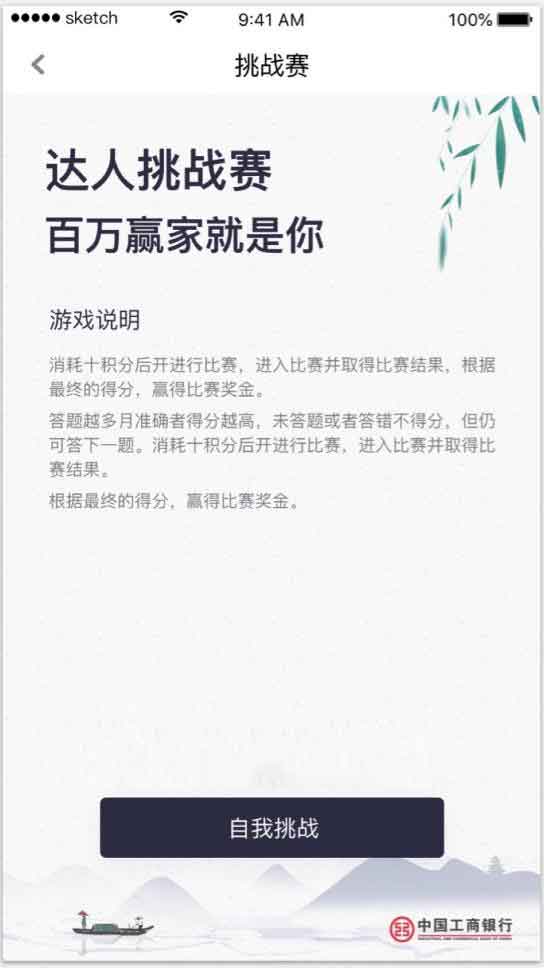 sketch 9:41 AM 100%
挑战赛
达人挑战赛
百万赢家就是你
游戏说明
消耗十积分后开进行比赛，进入比赛并取得比赛结果，根据
最终的得分，赢得比赛奖金。
答题越多月准确者得分越高，未答题或者答错不得分，但仍
可答下一题。消耗十积分后开进行比赛，进入比赛并取得比
赛结果。
根据最终的得分，赢得比赛奖金。
自我挑战
中国工商银行
INDUSTRIAL AND COMMERCIAL BANK OF CHINA